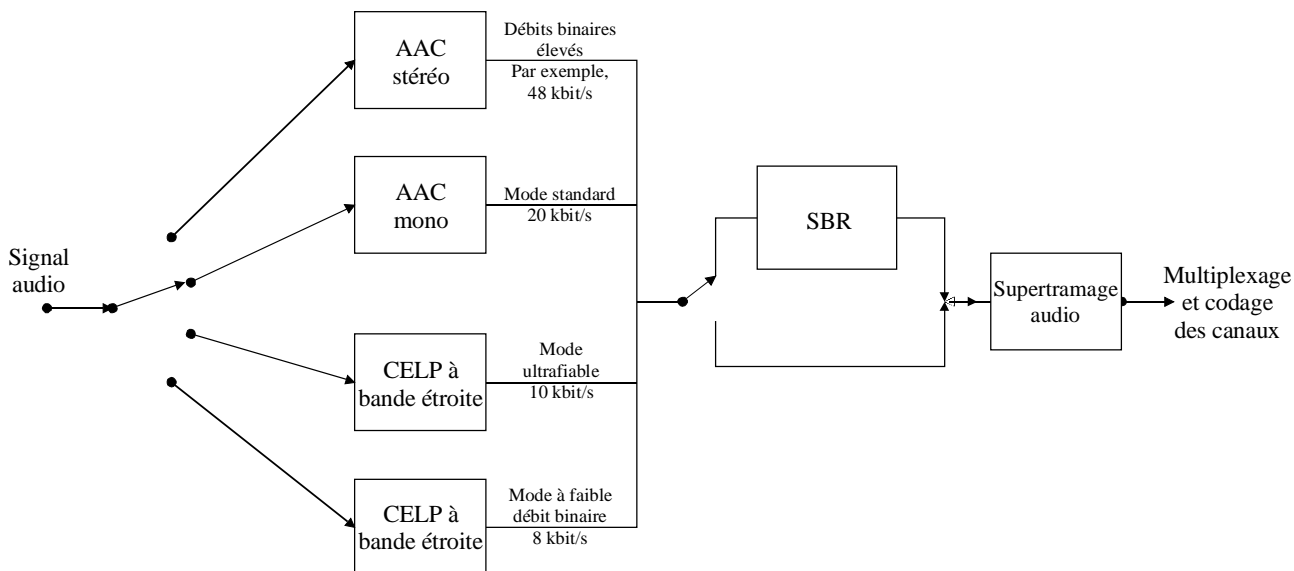 Signal
audio
AAC
stéréo
Débits binaires
élevés
Par exemple,
48 kbit/s
AAC
mono
Mode standard
20 kbit/s
CELP à
bande étroite
Mode
ultrafiable
10 kbit/s
CELP à
bande étroite
Mode à faible
débit binaire
8 kbit/s
SBR
Supertramage
audio
Multiplexage
et codage
des canaux